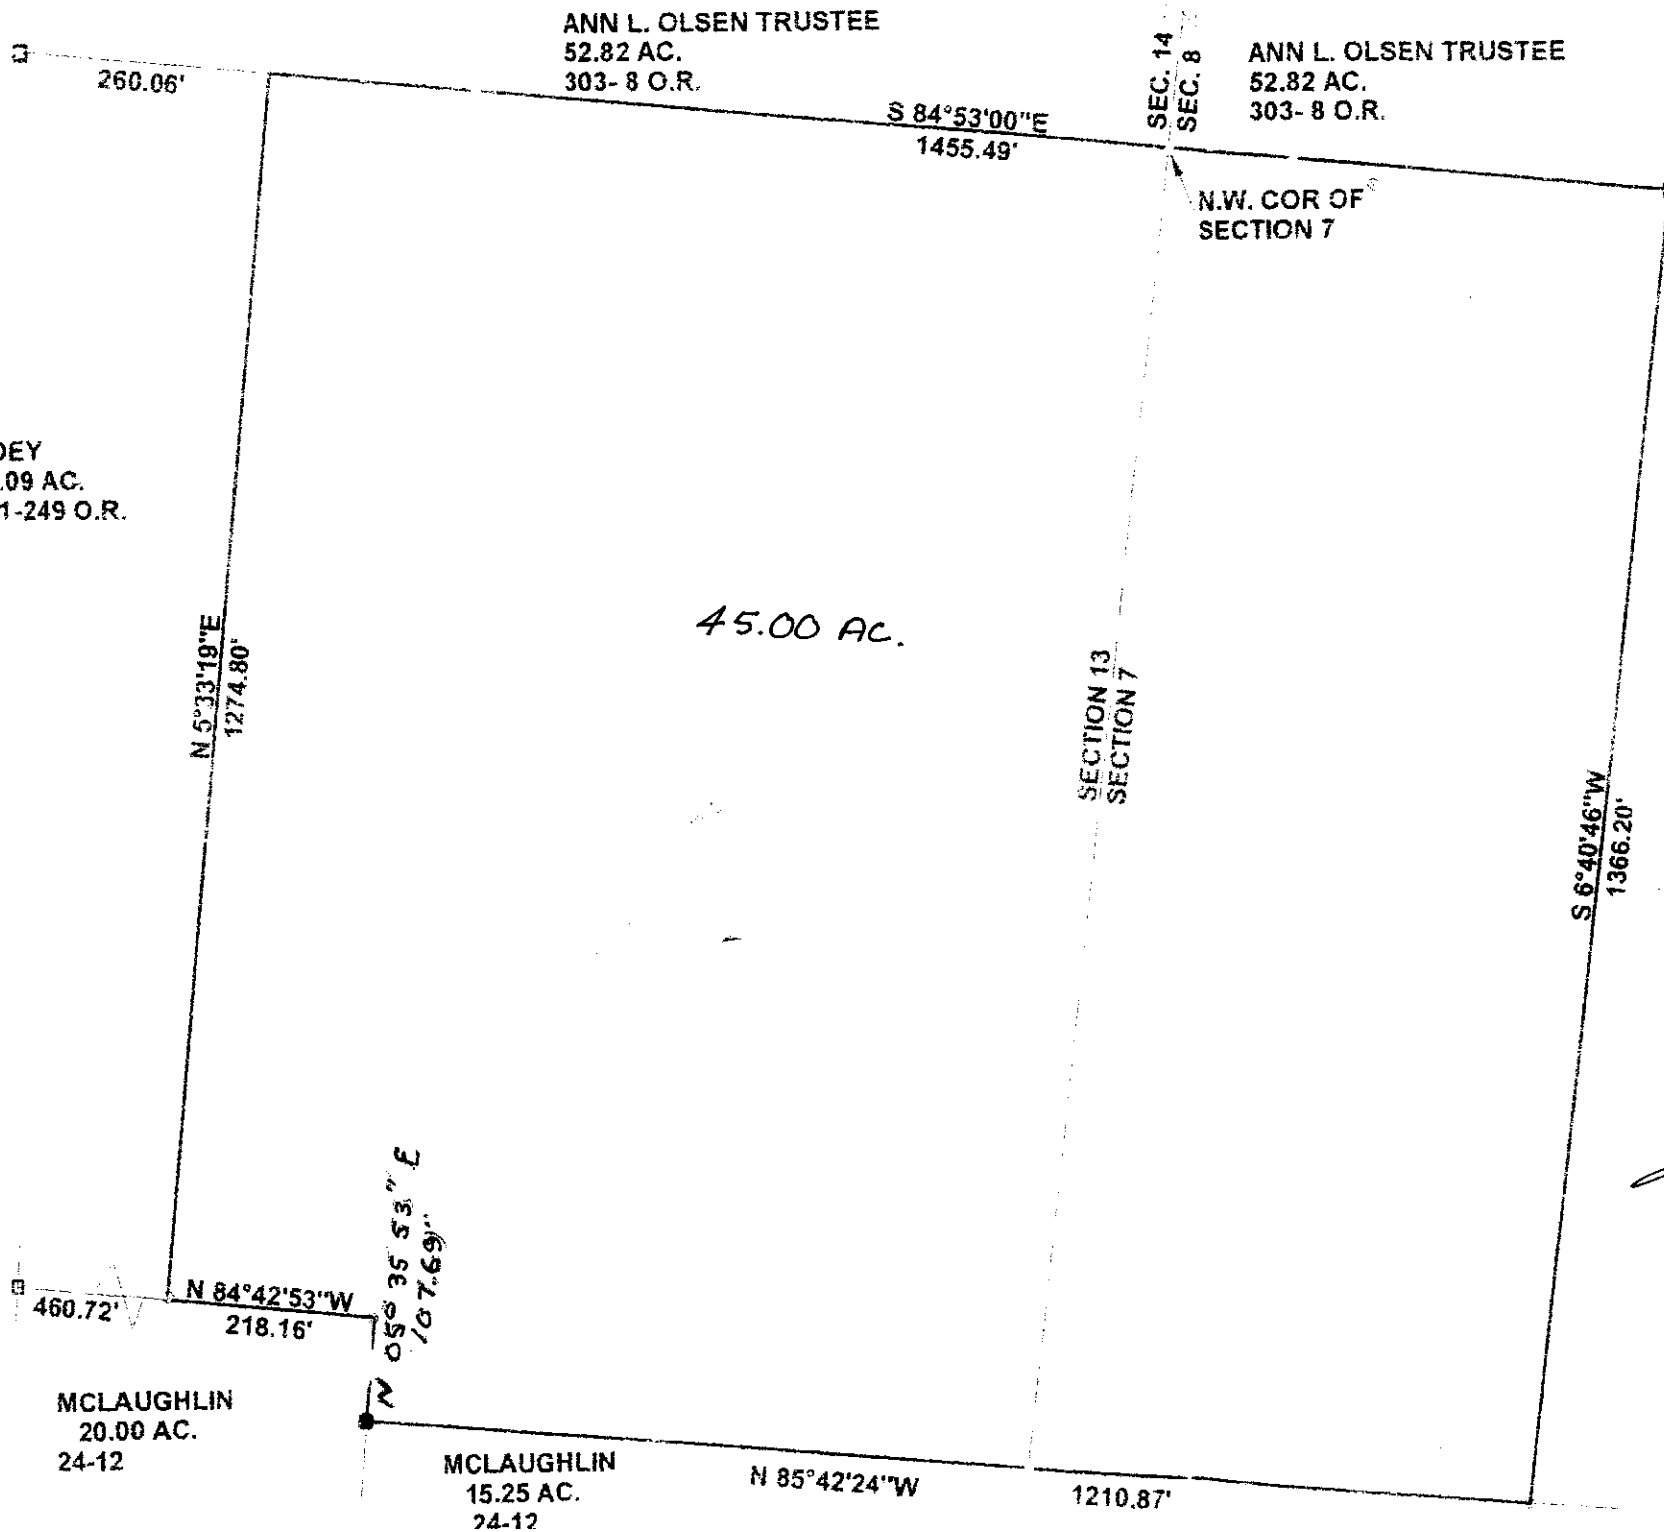 ANN L. OLSEN TRUSTEE
52.82 AC.
303- 8 O.R.
SEC. 14
SEC. 8
ANN L. OLSEN TRUSTEE
52.82 AC.
303- 8 O.R.
260.06'
S 84°53'00"E
1455.49'
N.W. COR OF
SECTION 7
DEY
.09 AC.
1-249 O.R.
N 5°33'19"E
1274.80'
45.00 AC.
SECTION 13
SECTION 7
S 6°40'46"W
1366.20'
N 05° 35 53" E
107.69'
460.72'
N 84°42'53"W
218.16'
MCLAUGHLIN
20.00 AC.
24-12
MCLAUGHLIN
15.25 AC.
24-12
N 85°42'24"W
1210.87'